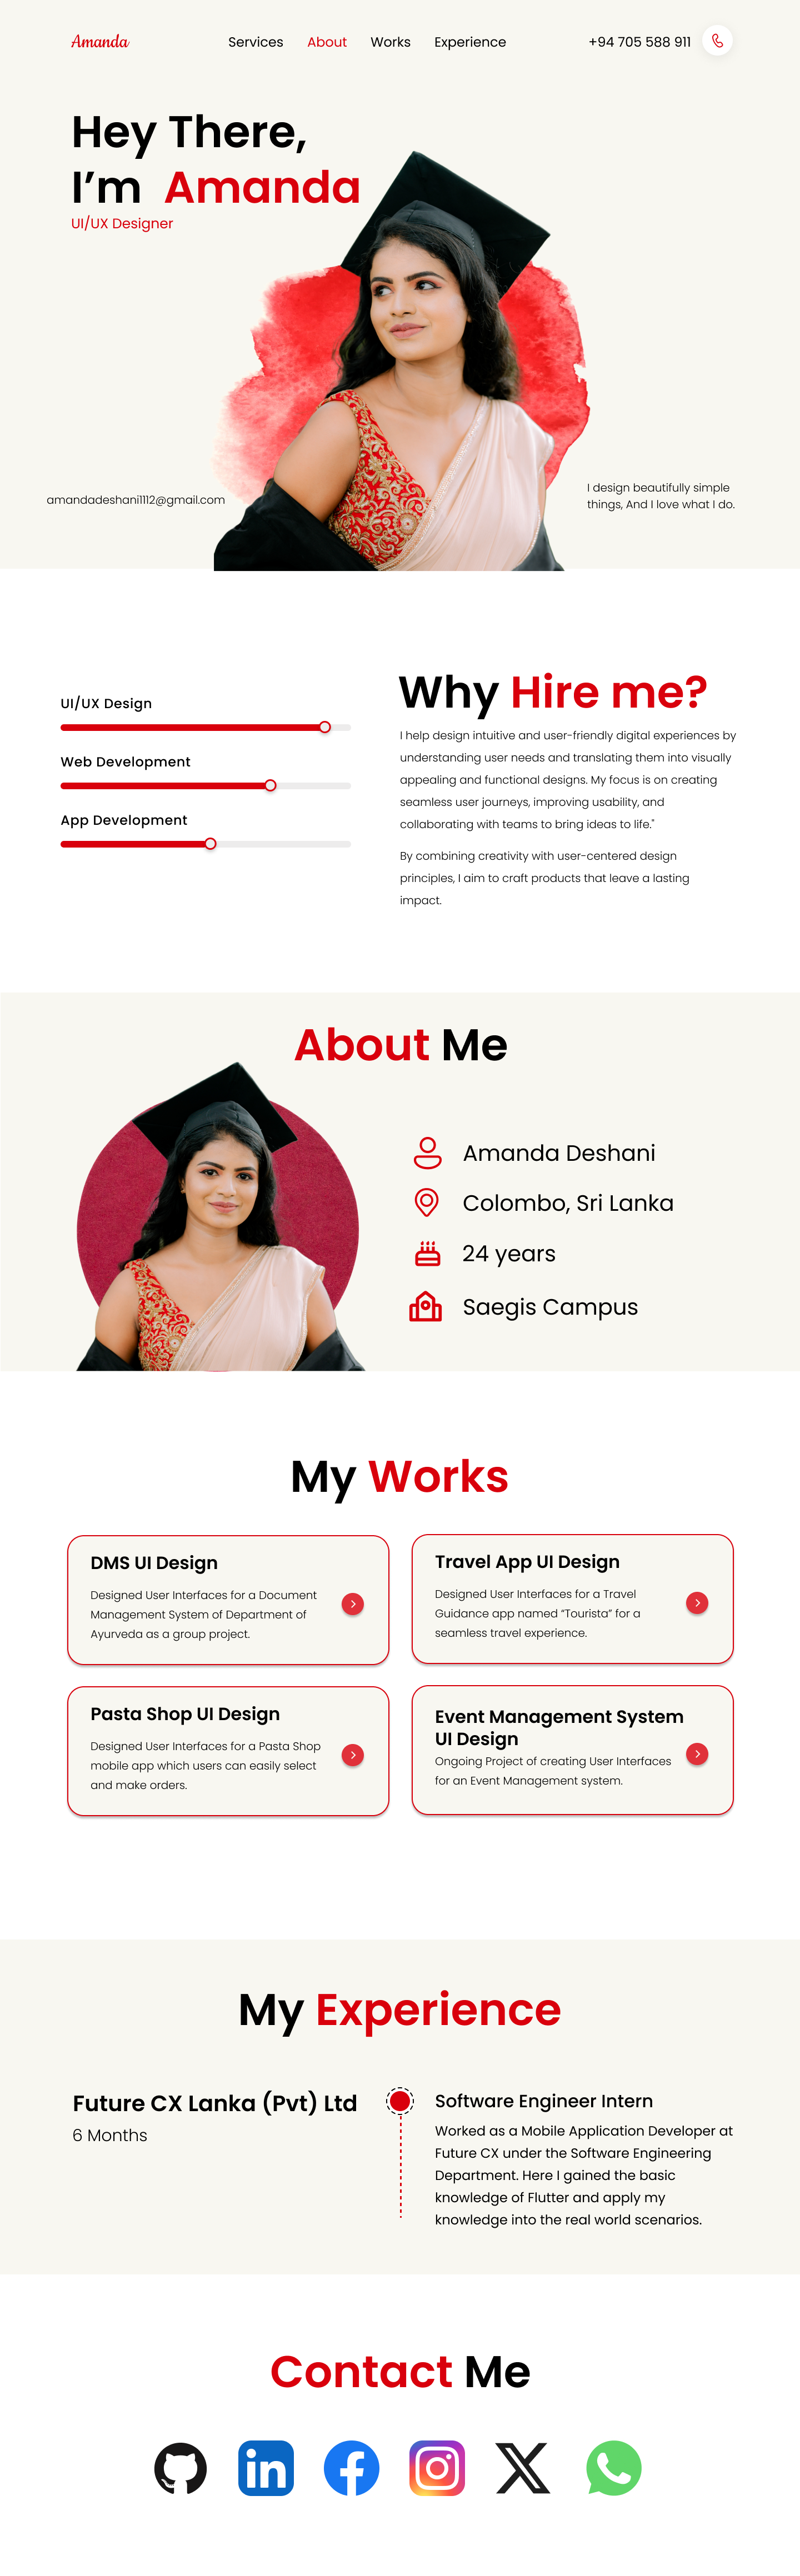 Amanda
Services About Works Experience
+94 705 588 911
Hey There,
I’m Amanda
UI/UX Designer
amandadeshani1112@gmail.com
I design beautifully simple
things, And I love what I do.
UI/UX Design
Web Development
App Development
Why Hire me?
I help design intuitive and user-friendly digital experiences by
understanding user needs and translating them into visually
appealing and functional designs. My focus is on creating
seamless user journeys, improving usability, and
collaborating with teams to bring ideas to life."
By combining creativity with user-centered design
principles, I aim to craft products that leave a lasting
impact.
About Me
Amanda Deshani
Colombo, Sri Lanka
24 years
Saegis Campus
My Works
DMS UI Design
Designed User Interfaces for a Document
Management System of Department of
Ayurveda as a group project.
Travel App UI Design
Designed User Interfaces for a Travel
Guidance app named “Tourista” for a
seamless travel experience.
Pasta Shop UI Design
Designed User Interfaces for a Pasta Shop
mobile app which users can easily select
and make orders.
Event Management System
UI Design
Ongoing Project of creating User Interfaces
for an Event Management system.
My Experience
Future CX Lanka (Pvt) Ltd
6 Months
Software Engineer Intern
Worked as a Mobile Application Developer at
Future CX under the Software Engineering
Department. Here I gained the basic
knowledge of Flutter and apply my
knowledge into the real world scenarios.
Contact Me
in